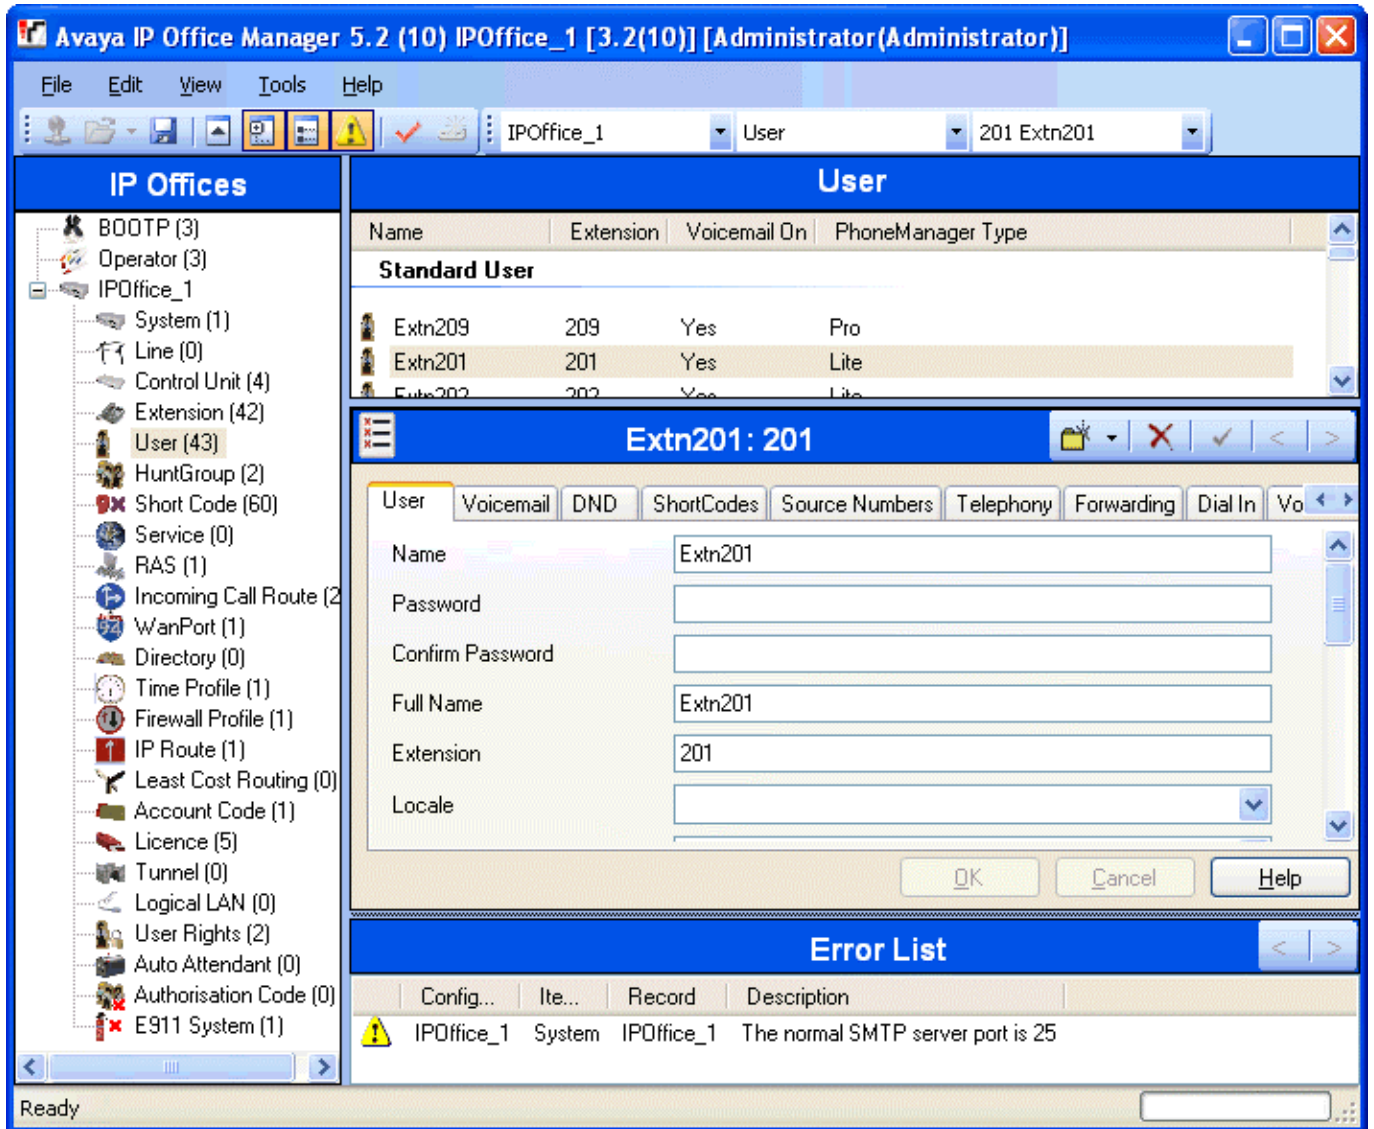 Avaya IP Office Manager 5.2 (10) IPOffice_1 [3.2(10)] [Administrator(Administrator)]
File Edit View Tools Help
IPOffice_1 User 201 Extn201
IP Offices
BOOTP (3)
Operator (3)
IPOffice_1
System (1)
Line (0)
Control Unit (4)
Extension (42)
User (43)
HuntGroup (2)
Short Code (60)
Service (0)
RAS (1)
Incoming Call Route (2
WanPort (1)
Directory (0)
Time Profile (1)
Firewall Profile (1)
IP Route (1)
Least Cost Routing (0)
Account Code (1)
Licence (5)
Tunnel (0)
Logical LAN (0)
User Rights (2)
Auto Attendant (0)
Authorisation Code (0)
E911 System (1)
User
Name Extension Voicemail On PhoneManager Type
Standard User
Extn209 209 Yes Pro
Extn201 201 Yes Lite
Extn202 202 Yes Lite
Extn201: 201
User Voicemail DND ShortCodes Source Numbers Telephony Forwarding Dial In Vo
Name Extn201
Password
Confirm Password
Full Name Extn201
Extension 201
Locale
OK Cancel Help
Error List
Config... Ite... Record Description
IPOffice_1 System IPOffice_1 The normal SMTP server port is 25
Ready